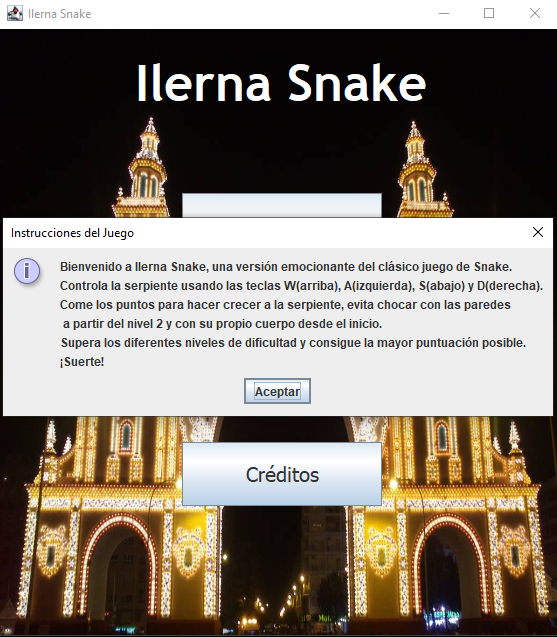 Ilerna Snake
Ilerna Snake
Instrucciones del Juego
Bienvenido a Ilerna Snake, una versión emocionante del clásico juego de Snake.
Controla la serpiente usando las teclas W(arriba), A(izquierda), S(abajo) y D(derecha).
Come los puntos para hacer crecer a la serpiente, evita chocar con las paredes
a partir del nivel 2 y con su propio cuerpo desde el inicio.
Supera los diferentes niveles de dificultad y consigue la mayor puntuación posible.
¡Suerte!
Aceptar
Créditos